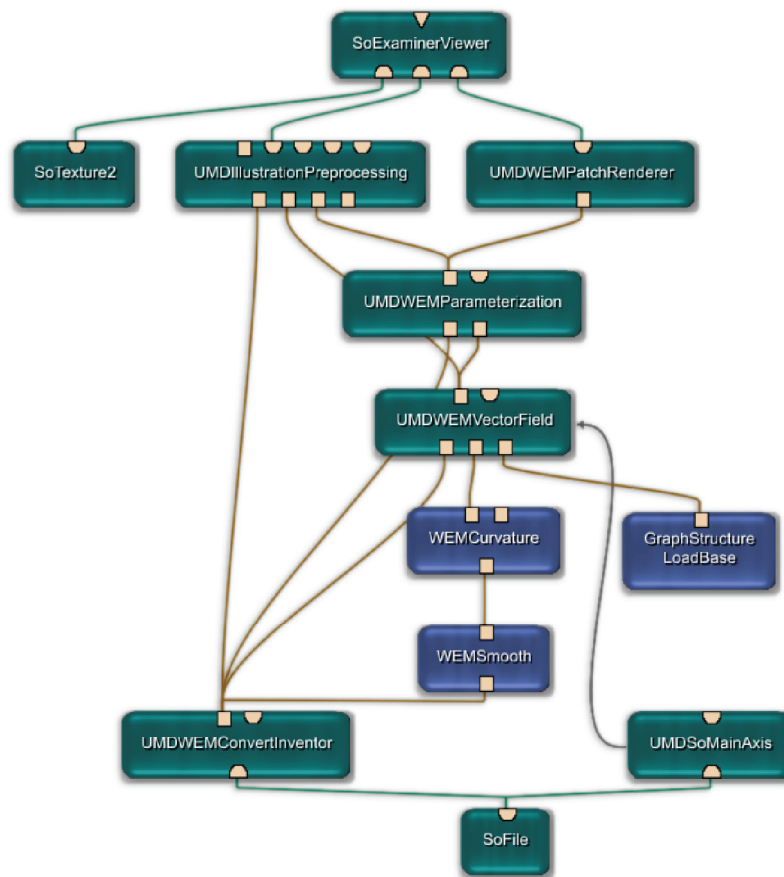 SoExaminerViewer
SoTexture2
UMDIllustrationPreprocessing
UMDWEMPatchRenderer
UMDWEMParameterization
UMDWEMVectorField
WEMCurvature
GraphStructure
LoadBase
WEMSmooth
UMDWEMConvertInventor
UMDSoMainAxis
SoFile